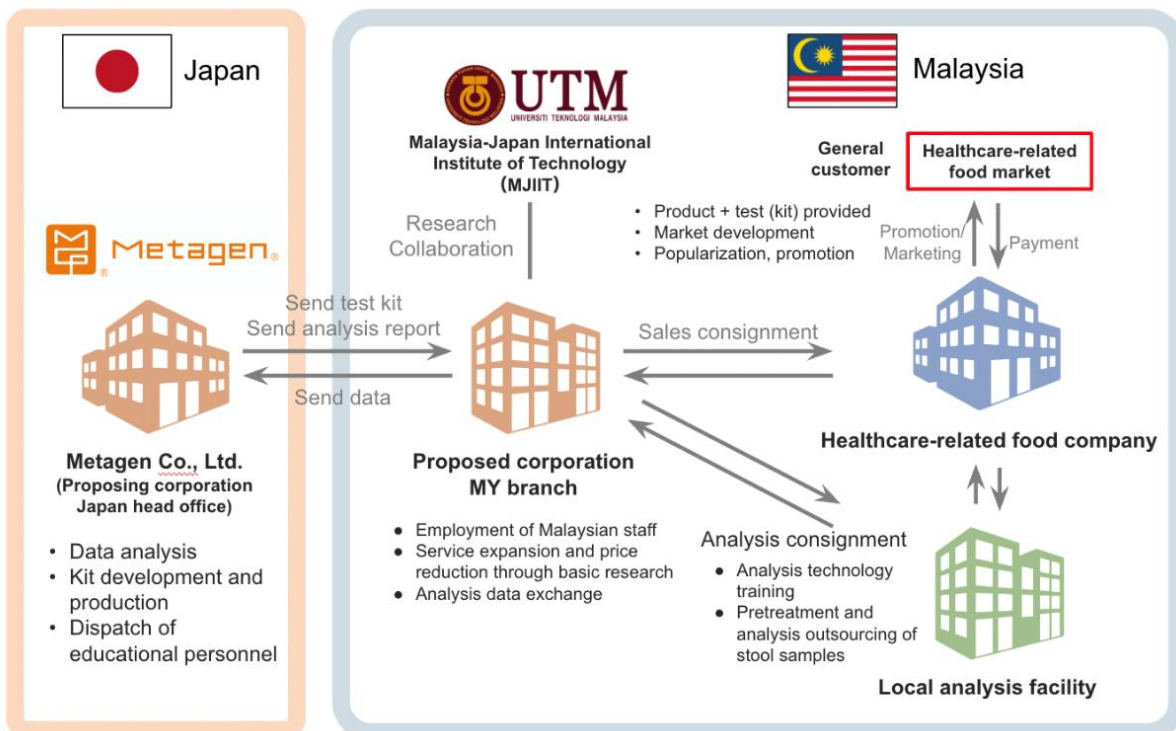 Japan
Metagen®
Send test kit
Send analysis report
Send data
Metagen Co., Ltd.
(Proposing corporation
Japan head office)
• Data analysis
• Kit development and
production
• Dispatch of
educational personnel
UTM
UNIVERSITI TEKNOLOGI MALAYSIA
Malaysia-Japan International
Institute of Technology
(MJIIT)
Research
Collaboration
Malaysia
General
customer
Healthcare-related
food market
• Product + test (kit) provided
• Market development
• Popularization, promotion
Promotion/
Marketing
Payment
Sales consignment
Proposed corporation
MY branch
● Employment of Malaysian staff
● Service expansion and price
reduction through basic research
● Analysis data exchange
Healthcare-related food company
Analysis consignment
● Analysis technology
training
● Pretreatment and
analysis outsourcing of
stool samples
Local analysis facility